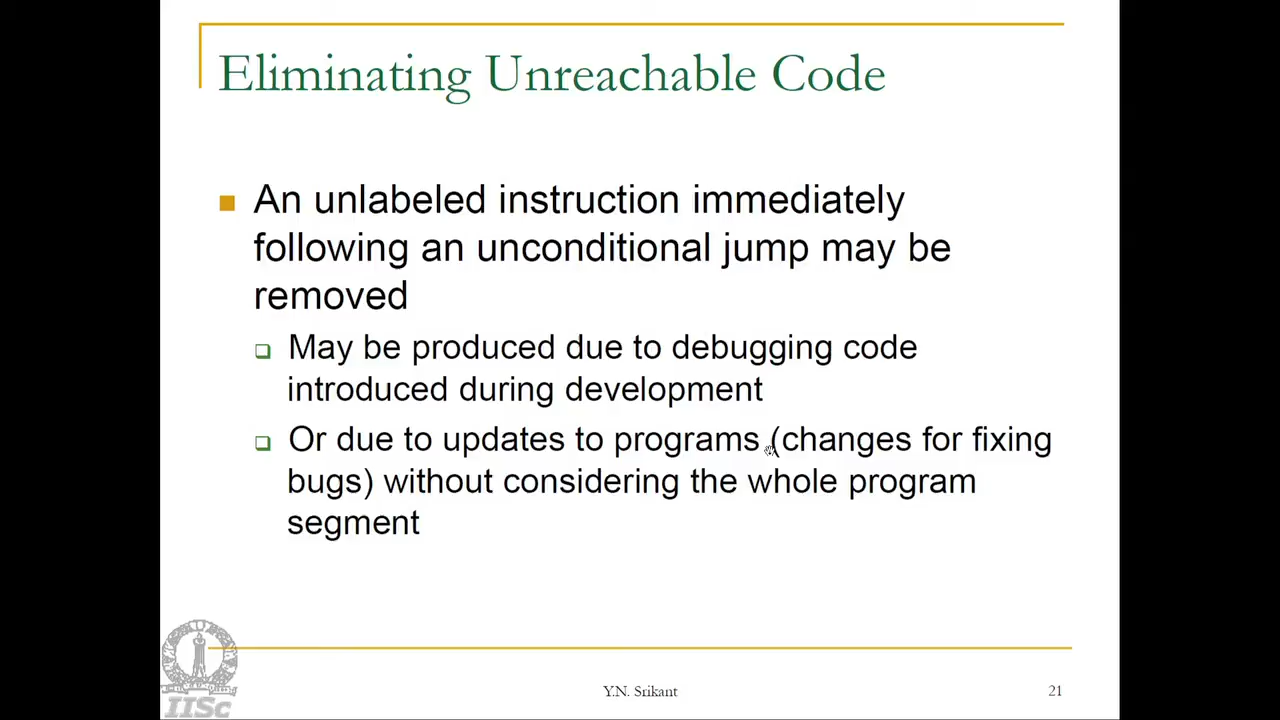 Eliminating Unreachable Code
An unlabeled instruction immediately
following an unconditional jump may be
removed
May be produced due to debugging code
introduced during development
Or due to updates to programs (changes for fixing
bugs) without considering the whole program
segment
IISc
Y.N. Srikant
21